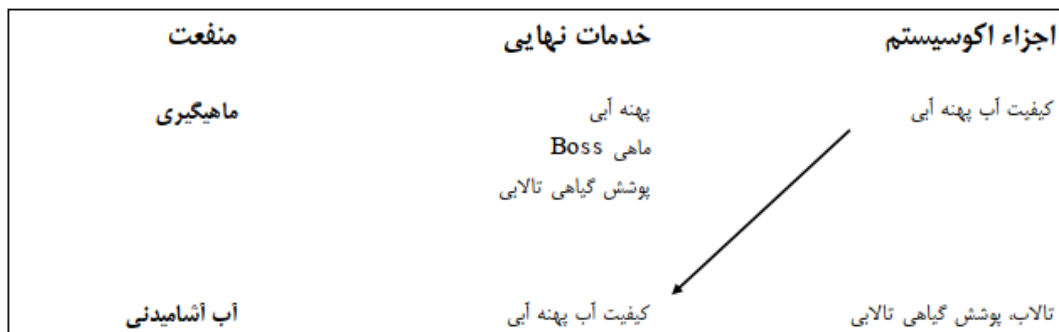 اجزاء اکوسیستم خدمات نهایی منفعت
کیفیت آب پهنه آبی پهنه آبی ماهیگیری
ماهی Boss
پوشش گیاهی تالابی
تالاب، پوشش گیاهی تالابی کیفیت آب پهنه آبی آب آشامیدنی